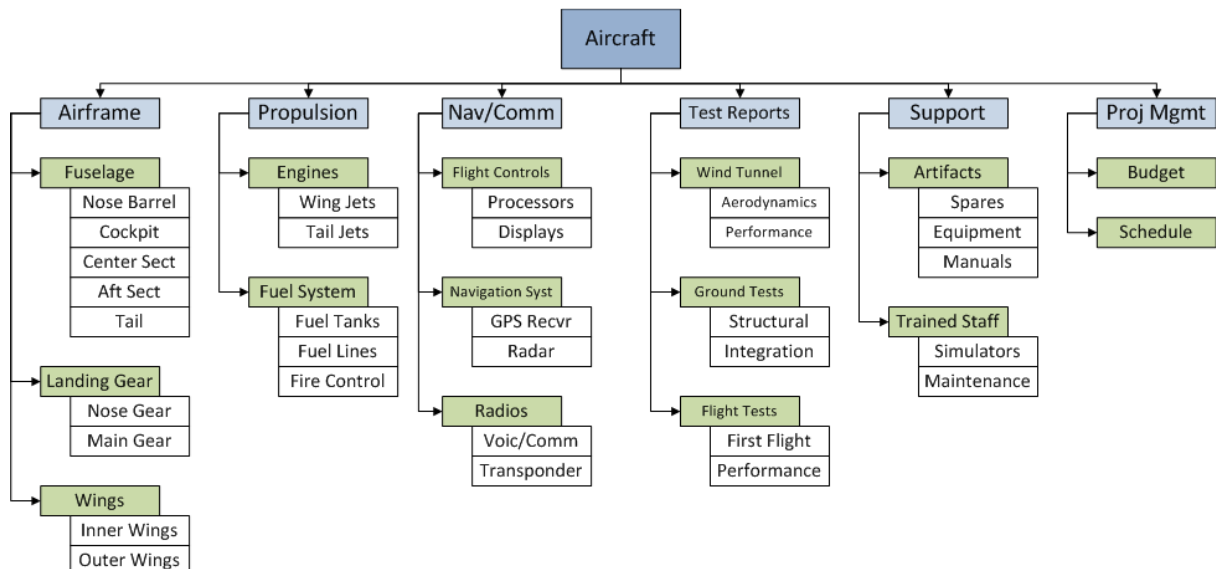 Aircraft
Airframe
Fuselage
Nose Barrel
Cockpit
Center Sect
Aft Sect
Tail
Landing Gear
Nose Gear
Main Gear
Wings
Inner Wings
Outer Wings
Propulsion
Engines
Wing Jets
Tail Jets
Fuel System
Fuel Tanks
Fuel Lines
Fire Control
Nav/Comm
Flight Controls
Processors
Displays
Navigation Syst
GPS Recvr
Radar
Radios
Voic/Comm
Transponder
Test Reports
Wind Tunnel
Aerodynamics
Performance
Ground Tests
Structural
Integration
Flight Tests
First Flight
Performance
Support
Artifacts
Spares
Equipment
Manuals
Trained Staff
Simulators
Maintenance
Proj Mgmt
Budget
Schedule